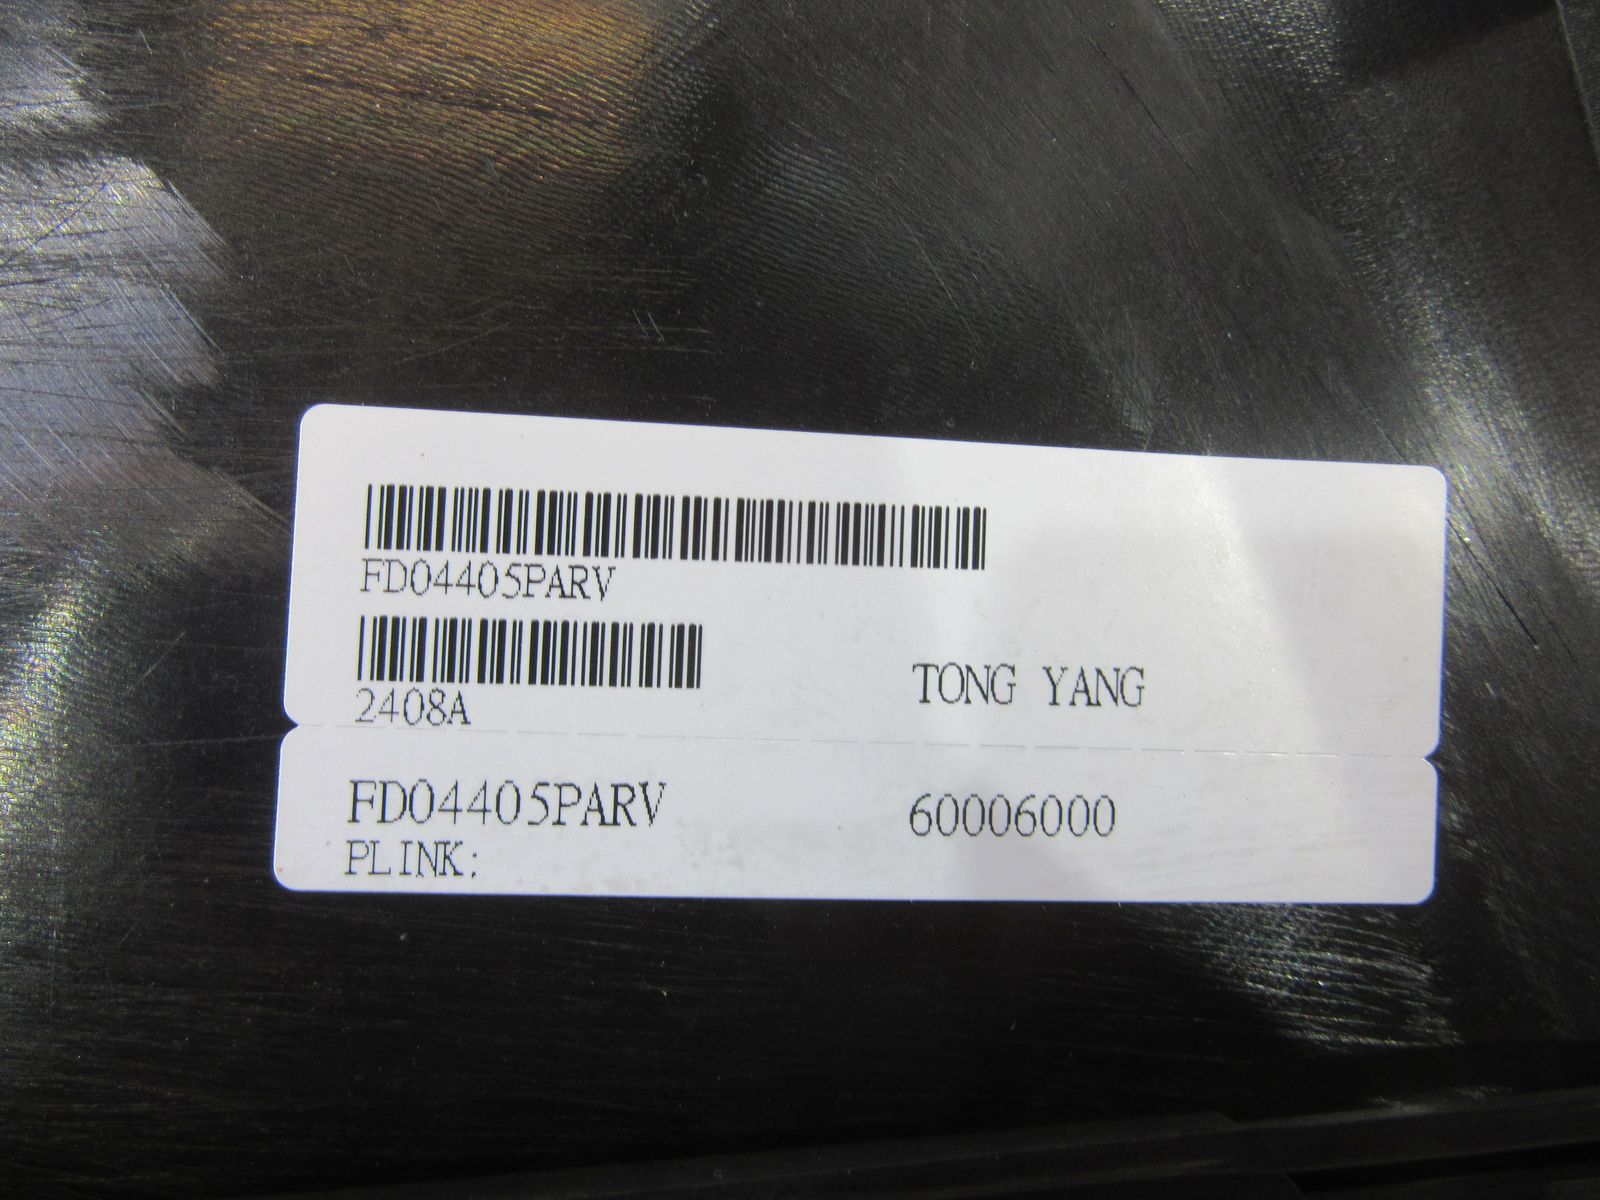 FD04405PARV
2408A
TONG YANG
FD04405PARV
60006000
PLINK: